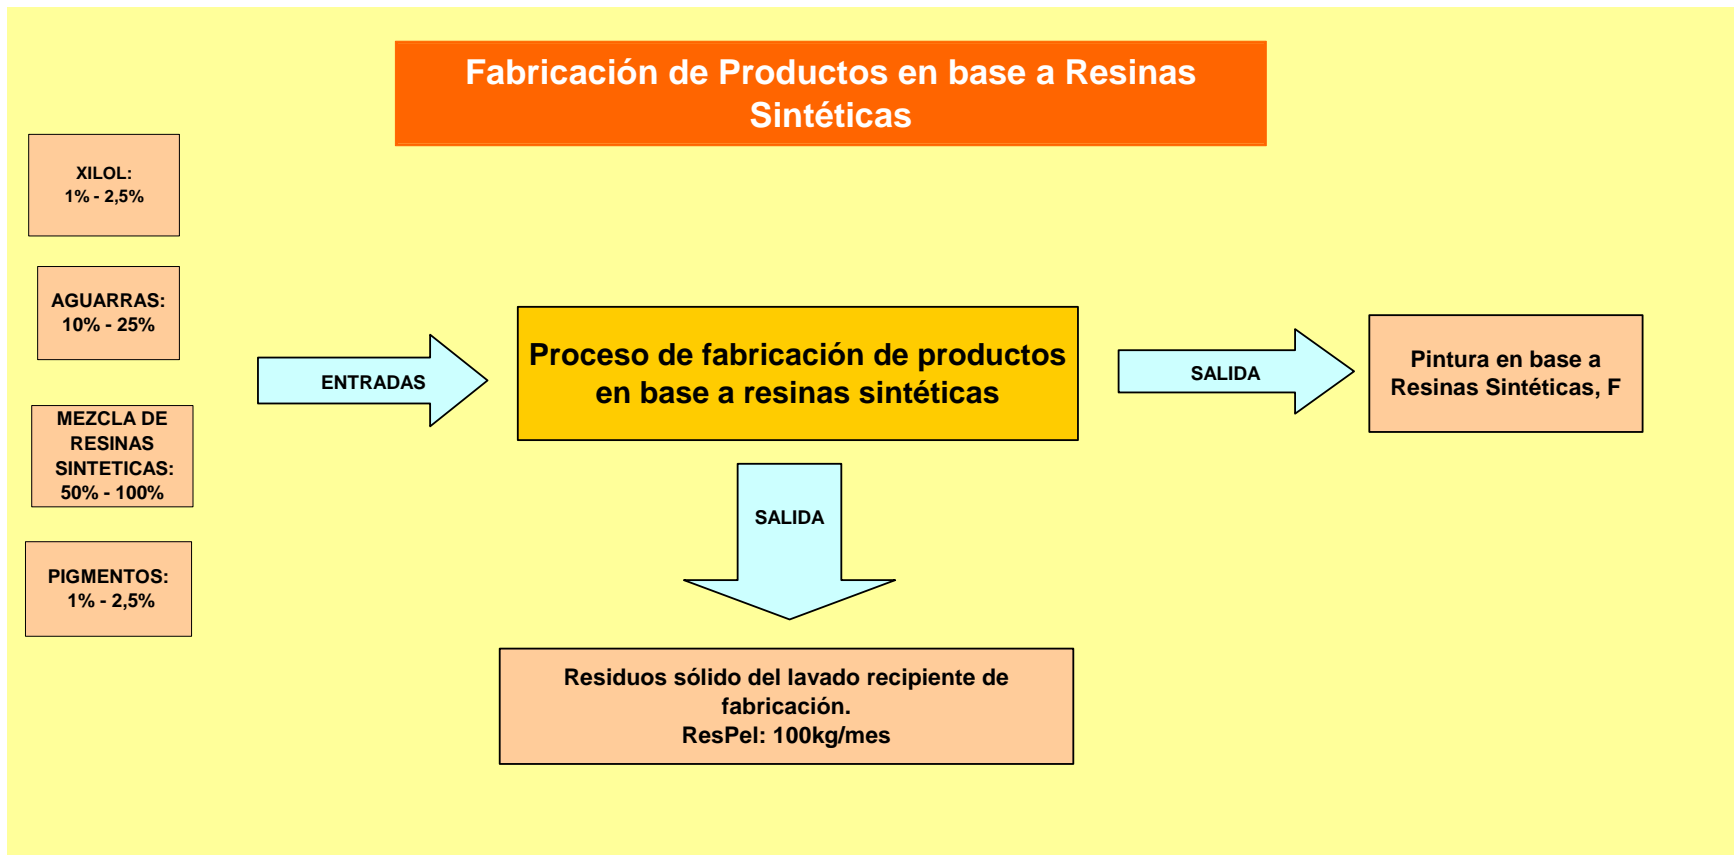 Fabricación de Productos en base a Resinas
Sintéticas
XILOL:
1% - 2,5%
AGUARRAS:
10% - 25%
MEZCLA DE
RESINAS
SINTETICAS:
50% - 100%
PIGMENTOS:
1% - 2,5%
ENTRADAS
Proceso de fabricación de productos
en base a resinas sintéticas
SALIDA
Pintura en base a
Resinas Sintéticas, F
SALIDA
Residuos sólido del lavado recipiente de
fabricación.
ResPel: 100kg/mes